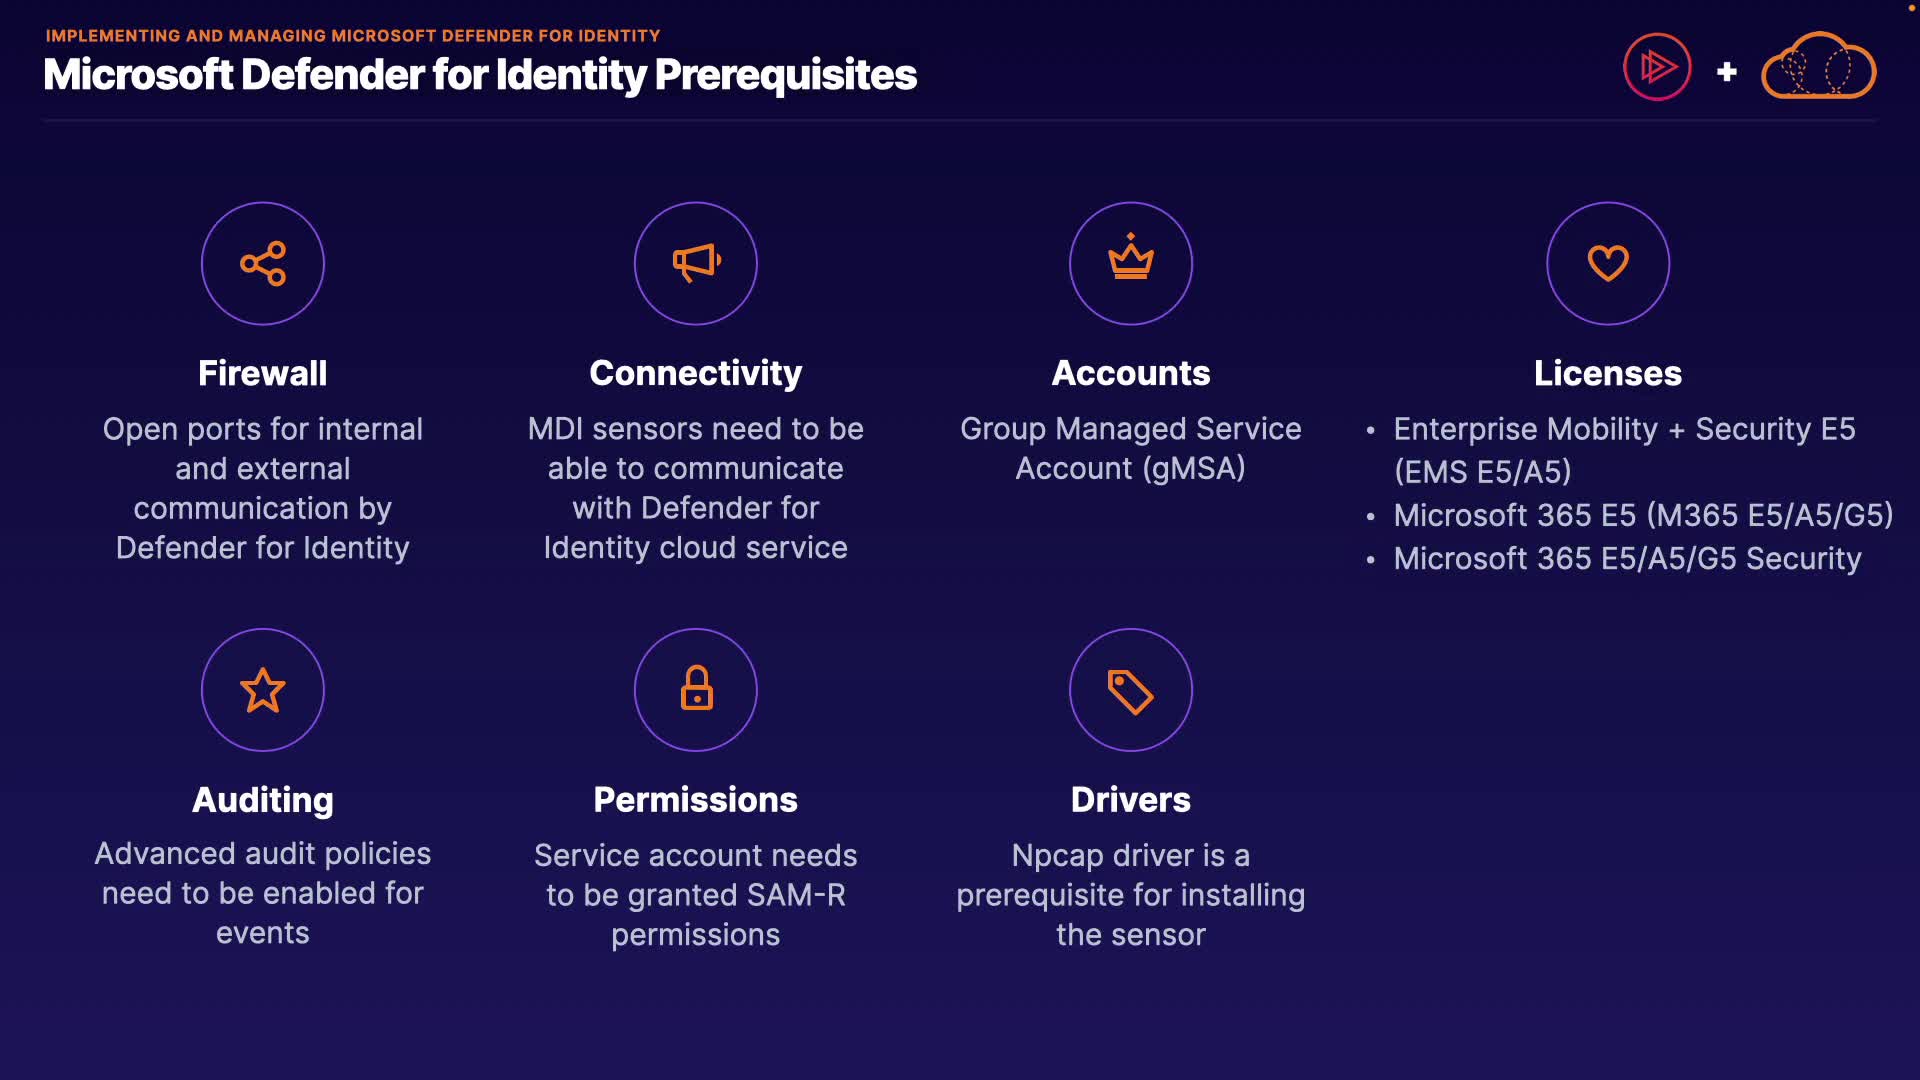 IMPLEMENTING AND MANAGING MICROSOFT DEFENDER FOR IDENTITY
Microsoft Defender for Identity Prerequisites
Firewall
Open ports for internal
and external
communication by
Defender for Identity
Connectivity
MDI sensors need to be
able to communicate
with Defender for
Identity cloud service
Accounts
Group Managed Service
Account (gMSA)
Licenses
• Enterprise Mobility + Security E5
(EMS E5/A5)
• Microsoft 365 E5 (M365 E5/A5/G5)
• Microsoft 365 E5/A5/G5 Security
Auditing
Advanced audit policies
need to be enabled for
events
Permissions
Service account needs
to be granted SAM-R
permissions
Drivers
Npcap driver is a
prerequisite for installing
the sensor